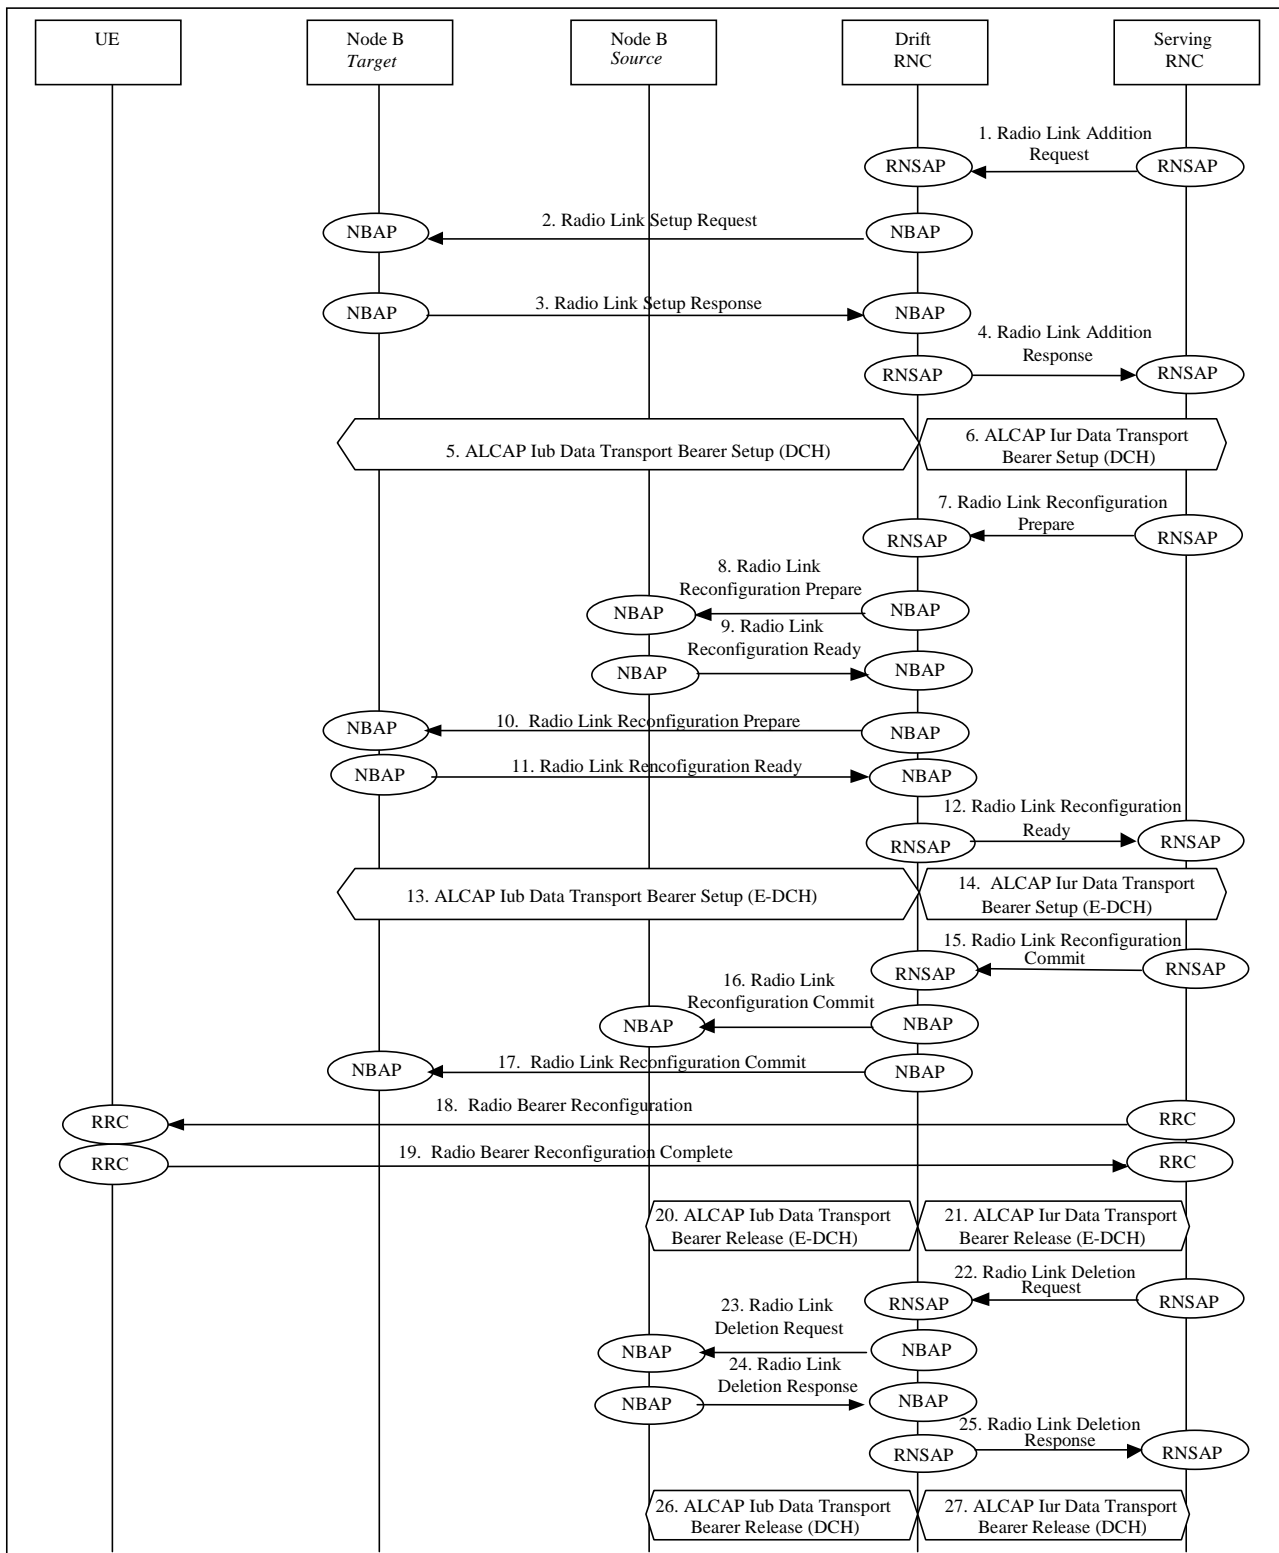 UE
Node B
Target
Node B
Source
Drift
RNC
Serving
RNC
1. Radio Link Addition
Request
RNSAP
RNSAP
2. Radio Link Setup Request
NBAP
NBAP
3. Radio Link Setup Response
NBAP
NBAP
4. Radio Link Addition
Response
RNSAP
RNSAP
5. ALCAP Iub Data Transport Bearer Setup (DCH)
6. ALCAP Iur Data Transport
Bearer Setup (DCH)
7. Radio Link Reconfiguration
Prepare
RNSAP
RNSAP
8. Radio Link
Reconfiguration Prepare
NBAP
NBAP
9. Radio Link
Reconfiguration Ready
NBAP
NBAP
10. Radio Link Reconfiguration Prepare
NBAP
NBAP
11. Radio Link Rencofiguration Ready
NBAP
NBAP
12. Radio Link Reconfiguration
Ready
RNSAP
RNSAP
13. ALCAP Iub Data Transport Bearer Setup (E-DCH)
14. ALCAP Iur Data Transport
Bearer Setup (E-DCH)
15. Radio Link Reconfiguration
Commit
RNSAP
RNSAP
16. Radio Link
Reconfiguration Commit
NBAP
NBAP
17. Radio Link Reconfiguration Commit
NBAP
NBAP
18. Radio Bearer Reconfiguration
RRC
RRC
19. Radio Bearer Reconfiguration Complete
RRC
RRC
20. ALCAP Iub Data Transport
Bearer Release (E-DCH)
21. ALCAP Iur Data Transport
Bearer Release (E-DCH)
22. Radio Link Deletion
Request
RNSAP
RNSAP
23. Radio Link
Deletion Request
NBAP
NBAP
24. Radio Link
Deletion Response
NBAP
NBAP
25. Radio Link Deletion
Response
RNSAP
RNSAP
26. ALCAP Iub Data Transport
Bearer Release (DCH)
27. ALCAP Iur Data Transport
Bearer Release (DCH)